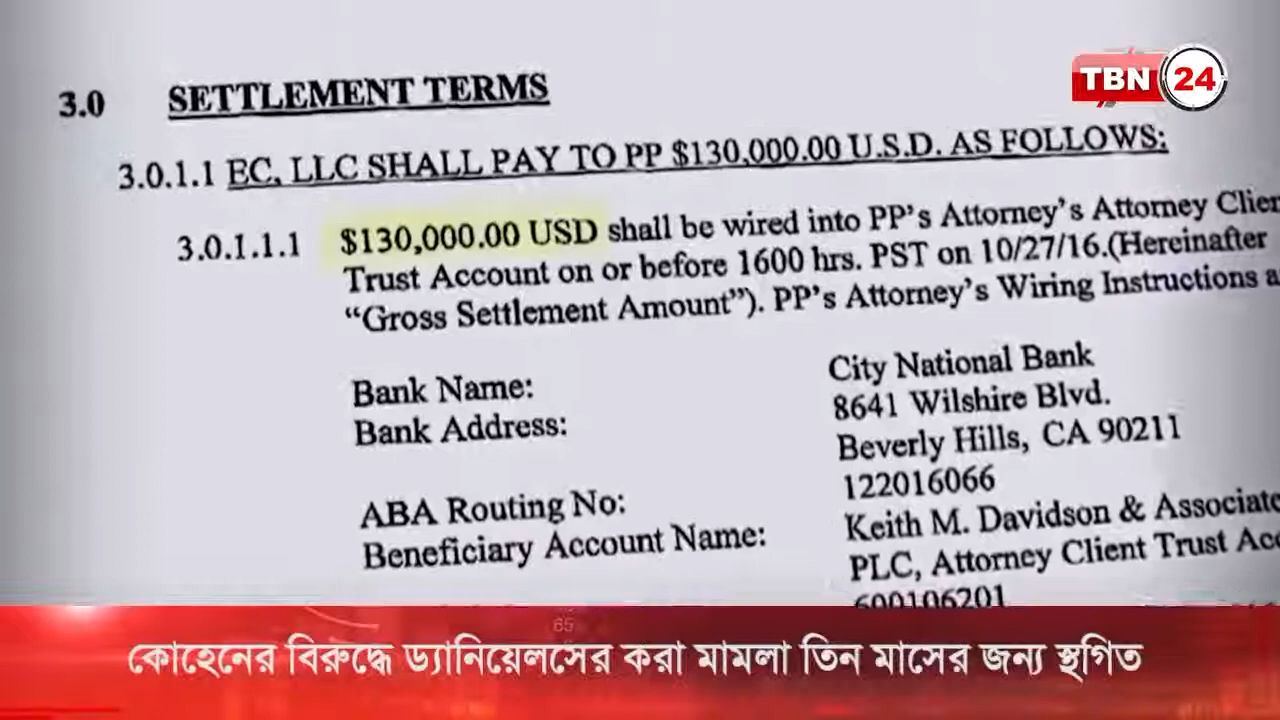 TBN 24
3.0 SETTLEMENT TERMS
3.0.1.1 EC, LLC SHALL PAY TO PP $130,000.00 U.S.D. AS FOLLOWS:
3.0.1.1.1 $130,000.00 USD shall be wired into PP's Attorney's Attorney Clien
Trust Account on or before 1600 hrs. PST on 10/27/16.(Hereinafter
“Gross Settlement Amount”). PP's Attorney's Wiring Instructions a
Bank Name: City National Bank
Bank Address: 8641 Wilshire Blvd.
Beverly Hills, CA 90211
ABA Routing No: 122016066
Beneficiary Account Name: Keith M. Davidson & Associate
PLC, Attorney Client Trust Acc
600106201
65
কোহেনের বিরুদ্ধে ড্যানিয়েলসের করা মামলা তিন মাসের জন্য স্থগিত